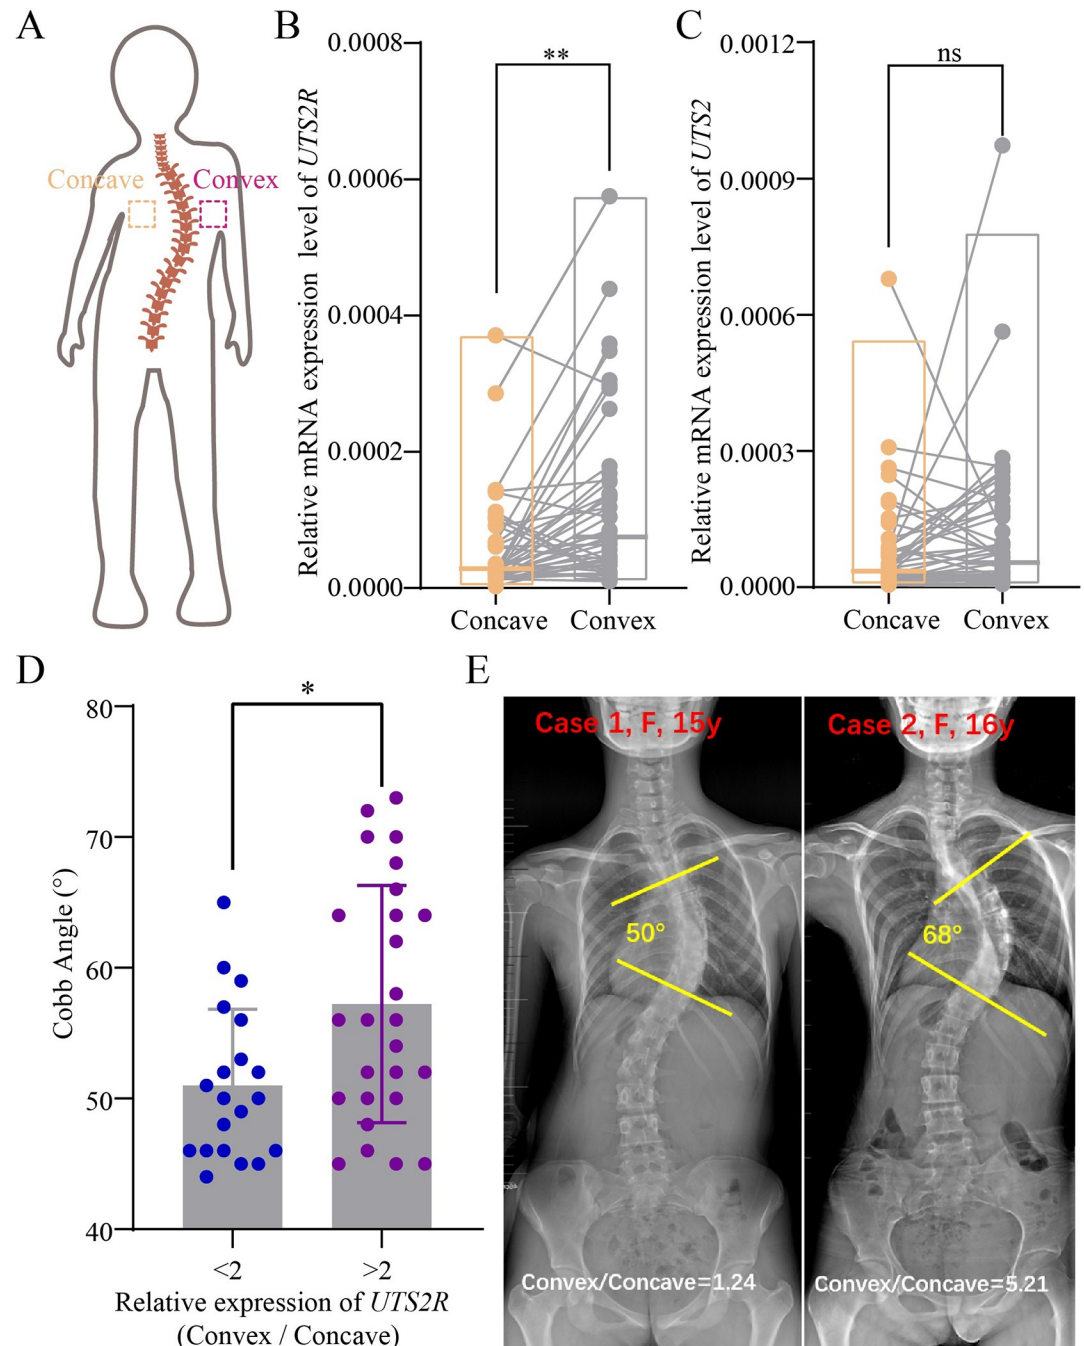 A
Concave
Convex
B
Relative mRNA expression level of UTS2R
0.0008
0.0006
0.0004
0.0002
0.0000
**
Concave
Convex
C
Relative mRNA expression level of UTS2
0.0012
0.0009
0.0006
0.0003
0.0000
ns
Concave
Convex
D
Cobb Angle (°)
80
70
60
50
40
*
<2
>2
Relative expression of UTS2R
(Convex / Concave)
E
Case 1, F, 15y
50°
Convex/Concave=1.24
Case 2, F, 16y
68°
Convex/Concave=5.21